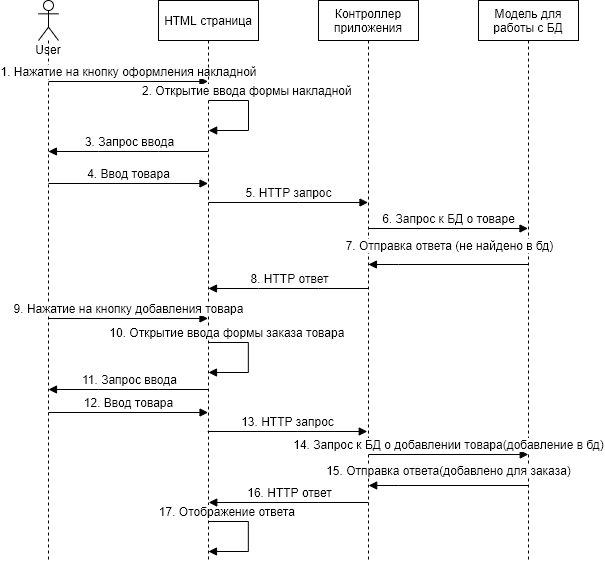 User
HTML страница
Контроллер
приложения
Модель для
работы с БД
1. Нажатие на кнопку оформления накладной
2. Открытие ввода формы накладной
3. Запрос ввода
4. Ввод товара
5. HTTP запрос
6. Запрос к БД о товаре
7. Отправка ответа (не найдено в бд)
8. HTTP ответ
9. Нажатие на кнопку добавления товара
10. Открытие ввода формы заказа товара
11. Запрос ввода
12. Ввод товара
13. HTTP запрос
14. Запрос к БД о добавлении товара(добавление в бд)
15. Отправка ответа(добавлено для заказа)
16. HTTP ответ
17. Отображение ответа